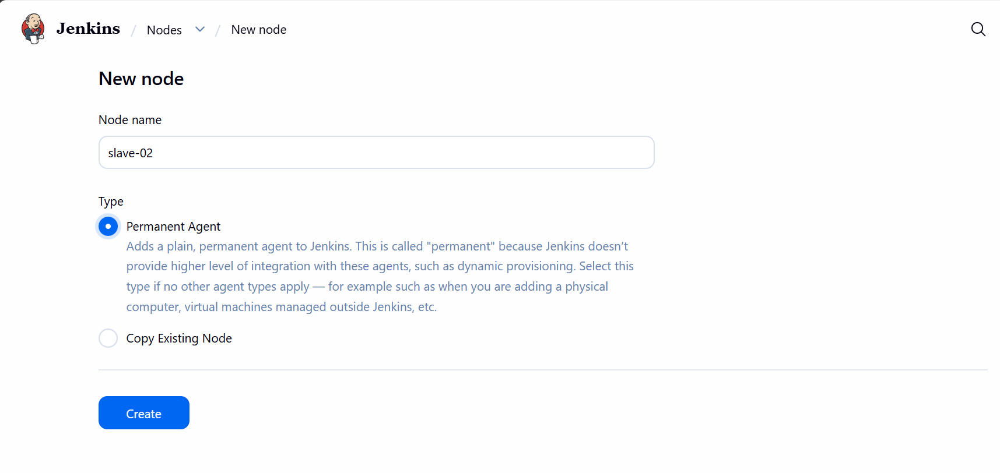 Jenkins / Nodes / New node
New node
Node name
slave-02
Type
Permanent Agent
Adds a plain, permanent agent to Jenkins. This is called "permanent" because Jenkins doesn’t
provide higher level of integration with these agents, such as dynamic provisioning. Select this
type if no other agent types apply — for example such as when you are adding a physical
computer, virtual machines managed outside Jenkins, etc.
Copy Existing Node
Create